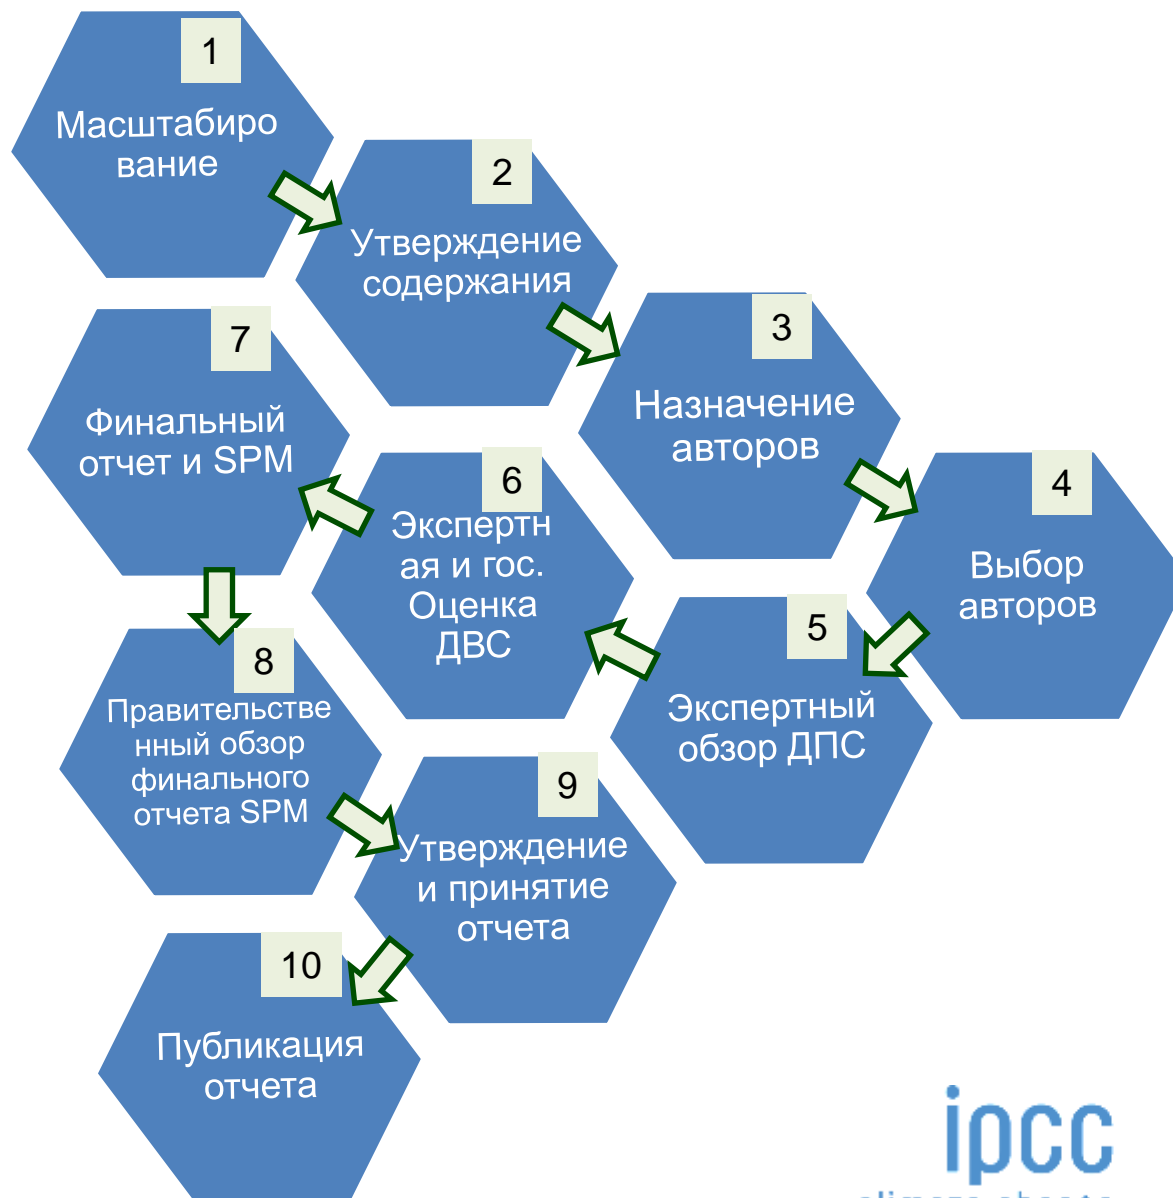 1
Масштабиро
вание
2
Утверждение
содержания
3
Назначение
авторов
4
Выбор
авторов
5
Экспертный
обзор ДПС
6
Экспертн
ая и гос.
Оценка
ДВС
7
Финальный
отчет и SPM
8
Правительстве
нный обзор
финального
отчета SPM
9
Утверждение
и принятие
отчета
10
Публикация
отчета
ipcc